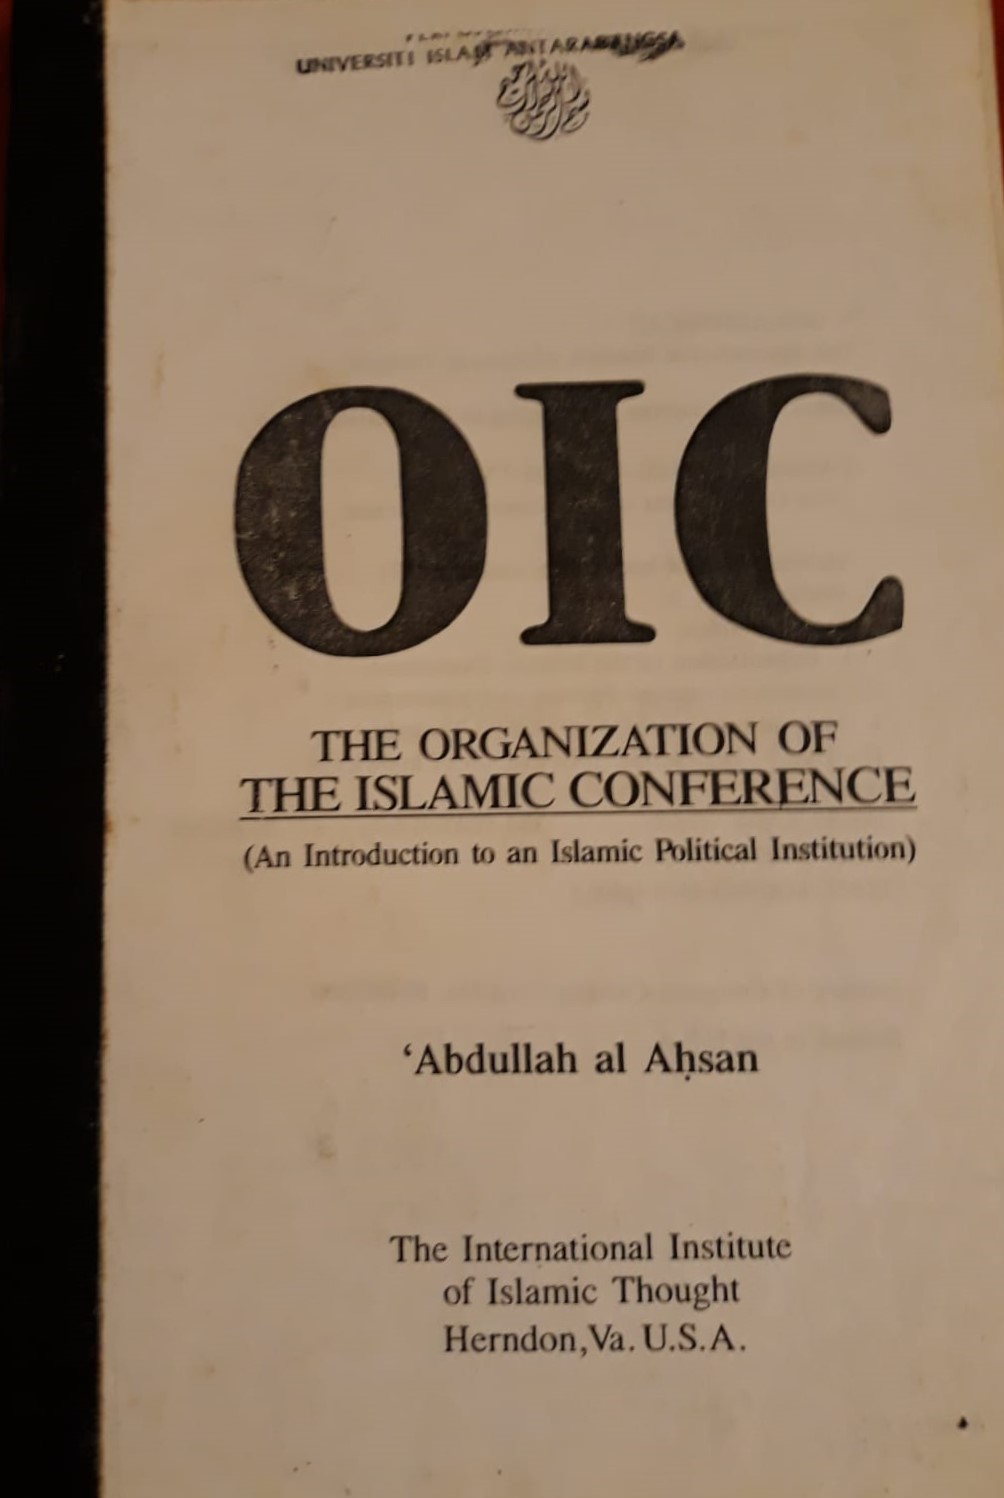 UNIVERSITI ISLAM ANTARABANGSA
OIC
THE ORGANIZATION OF
THE ISLAMIC CONFERENCE
(An Introduction to an Islamic Political Institution)
‘Abdullah al Aḥsan
The International Institute
of Islamic Thought
Herndon,Va. U.S.A.